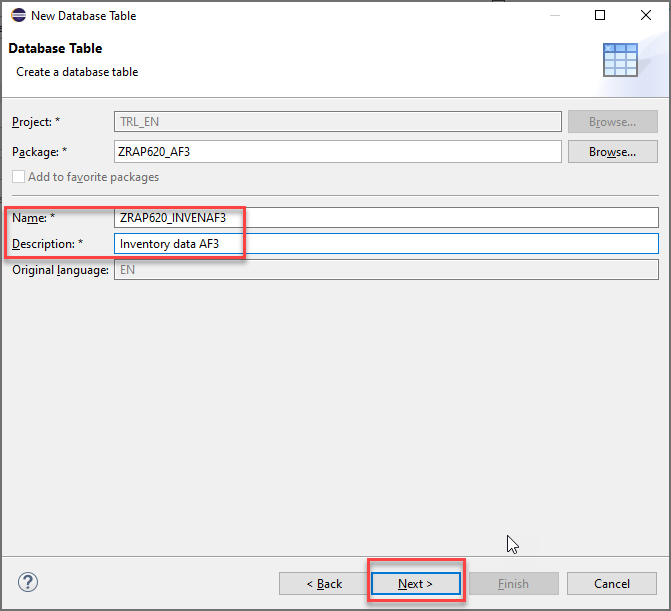 New Database Table
Database Table
Create a database table
Project: * TRL_EN Browse...
Package: * ZRAP620_AF3 Browse...
Add to favorite packages
Name: * ZRAP620_INVENAF3
Description: * Inventory data AF3
Original language: EN
? < Back Next > Finish Cancel